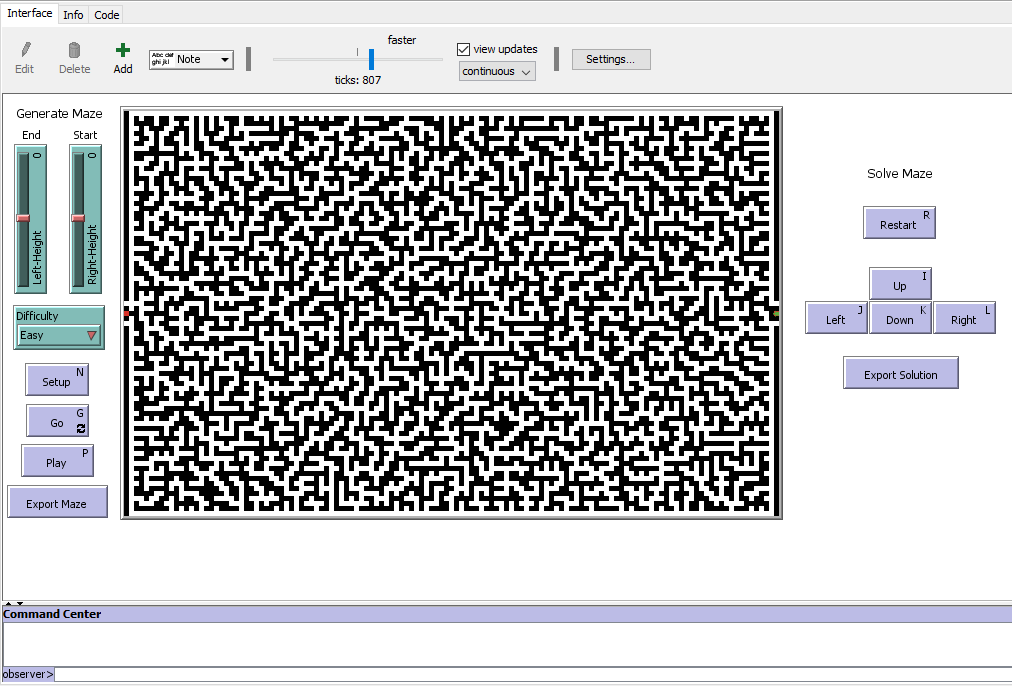 Interface Info Code
Edit Delete Add
Abc def
ghi jkl Note
faster
ticks: 807
view updates
continuous
Settings...
Generate Maze
End Start
0 0
Left-Height Right-Height
Difficulty
Easy
Setup N
Go G
Play P
Export Maze
Solve Maze
Restart R
Up I
Left J Down K Right L
Export Solution
Command Center
observer>